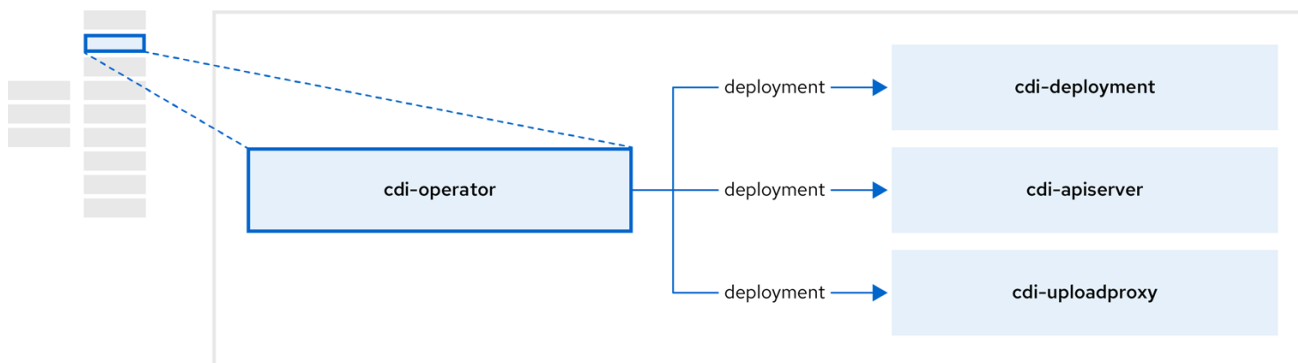 deployment
cdi-deployment
cdi-operator
deployment
cdi-apiserver
deployment
cdi-uploadproxy